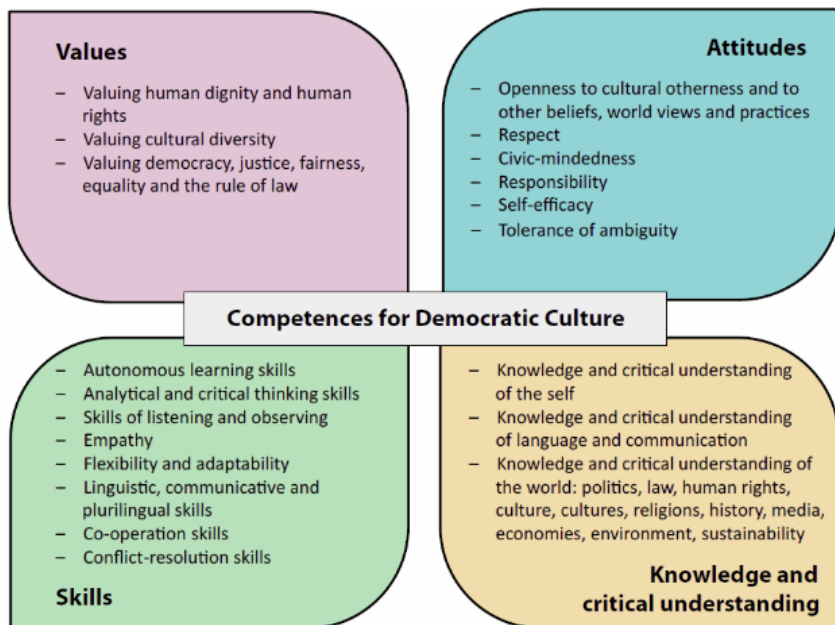 Values
– Valuing human dignity and human
rights
– Valuing cultural diversity
– Valuing democracy, justice, fairness,
equality and the rule of law
Attitudes
– Openness to cultural otherness and to
other beliefs, world views and practices
– Respect
– Civic-mindedness
– Responsibility
– Self-efficacy
– Tolerance of ambiguity
Competences for Democratic Culture
– Autonomous learning skills
– Analytical and critical thinking skills
– Skills of listening and observing
– Empathy
– Flexibility and adaptability
– Linguistic, communicative and
plurilingual skills
– Co-operation skills
– Conflict-resolution skills
Skills
– Knowledge and critical understanding
of the self
– Knowledge and critical understanding
of language and communication
– Knowledge and critical understanding of
the world: politics, law, human rights,
culture, cultures, religions, history, media,
economies, environment, sustainability
Knowledge and
critical understanding